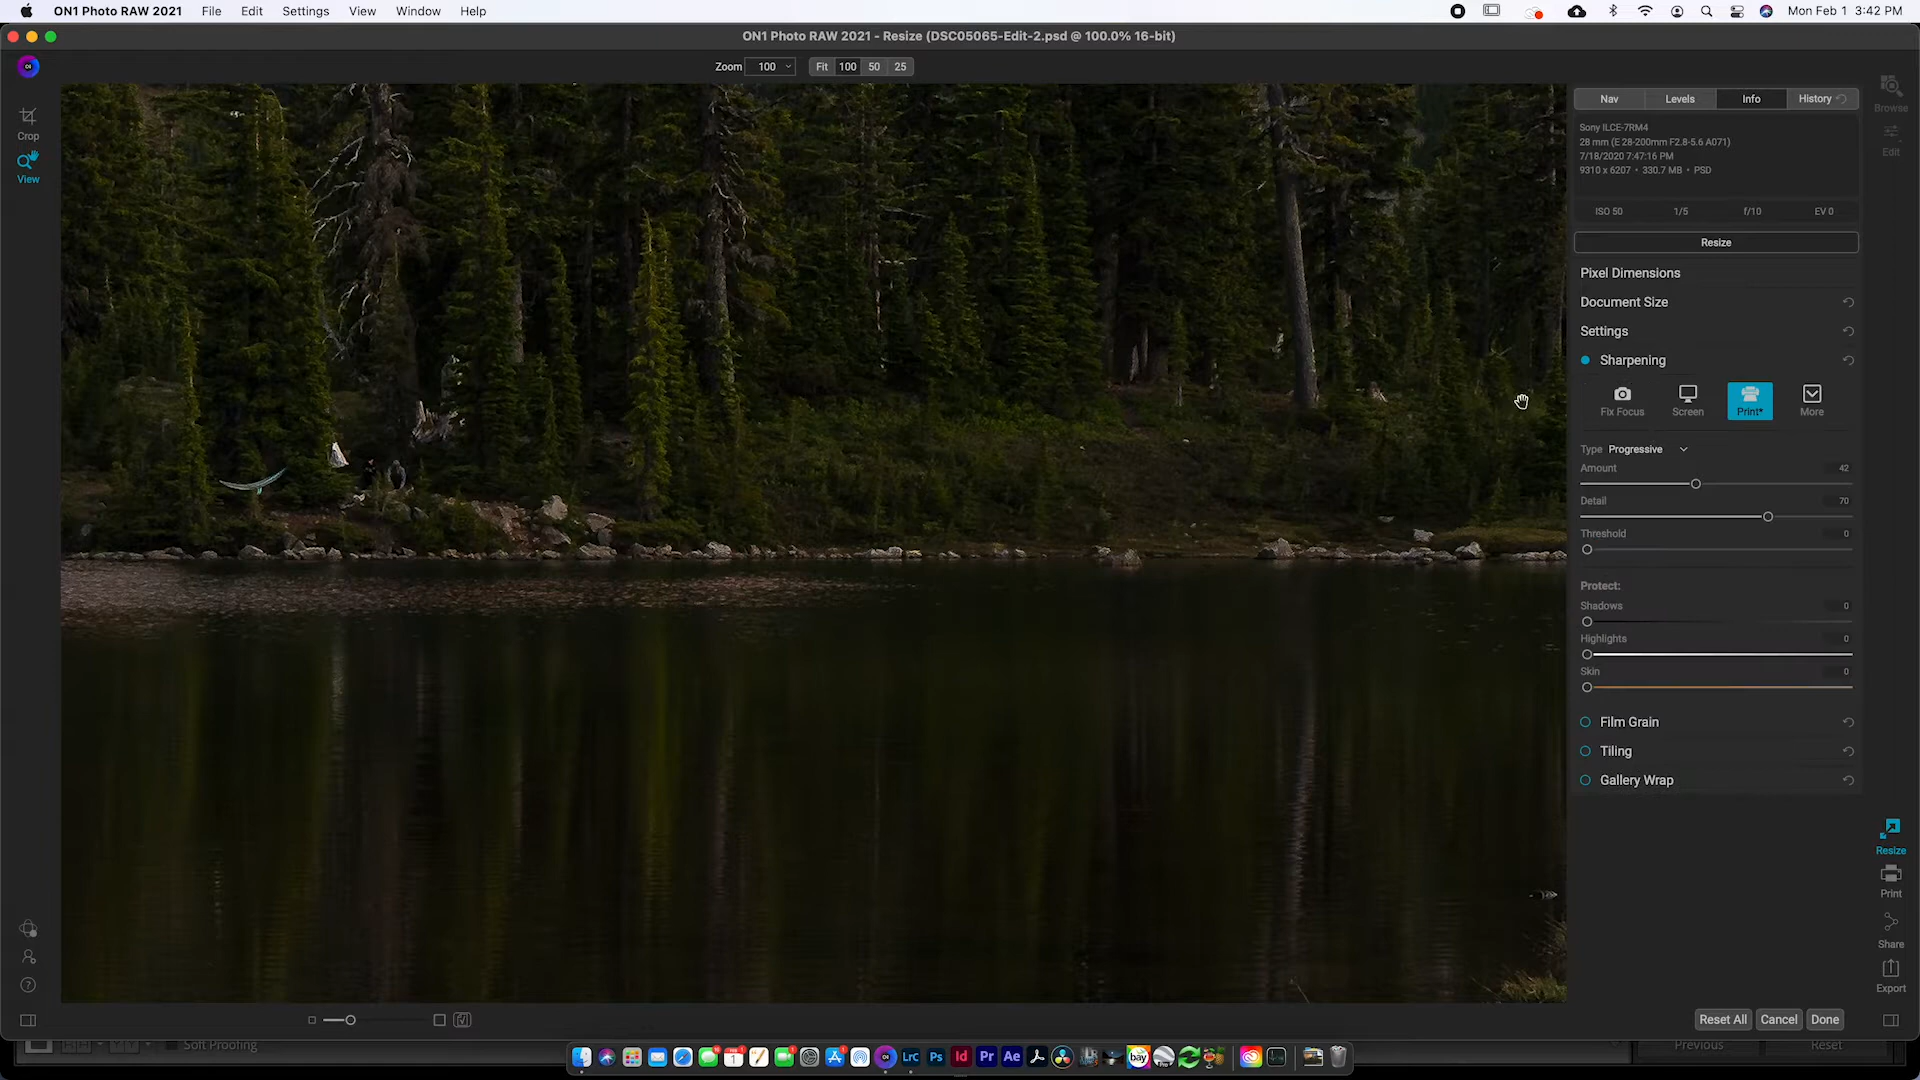 ON1 Photo RAW 2021 File Edit Settings View Window Help Mon Feb 1 3:42 PM
ON1 Photo RAW 2021 - Resize (DSC05065-Edit-2.psd @ 100.0% 16-bit)
Zoom 100 Fit 100 50 25
Crop
View
Nav Levels Info History
Browse
Edit
Sony ILCE-7RM4
28 mm (E 28-200mm F2.8-5.6 A071)
7/18/2020 7:47:16 PM
9310 x 6207 • 330.7 MB • PSD
ISO 50 1/5 f/10 EV 0
Resize
Pixel Dimensions
Document Size
Settings
Sharpening
Fix Focus Screen Print* More
Type Progressive
Amount 42
Detail 70
Threshold 0
Protect:
Shadows 0
Highlights 0
Skin 0
Film Grain
Tiling
Gallery Wrap
Resize
Print
Share
Export
Reset All Cancel Done
Soft Proofing Previous Reset
Lrc Ps Id Pr Ae bay